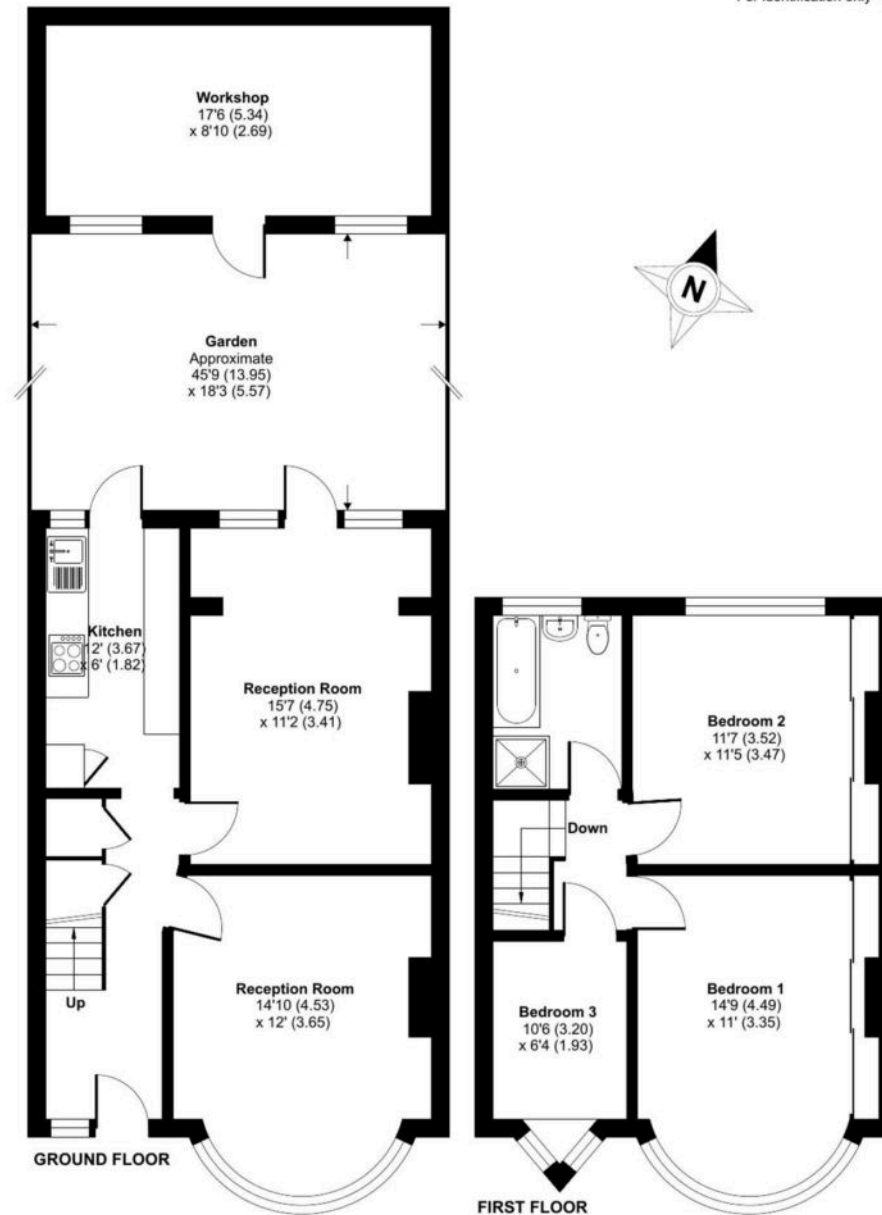 Workshop
17'6 (5.34)
x 8'10 (2.69)
N
Garden
Approximate
45'9 (13.95)
x 18'3 (5.57)
Kitchen
12' (3.67)
x 6' (1.82)
Reception Room
15'7 (4.75)
x 11'2 (3.41)
Up
Reception Room
14'10 (4.53)
x 12' (3.65)
GROUND FLOOR
Bedroom 2
11'7 (3.52)
x 11'5 (3.47)
Down
Bedroom 3
10'6 (3.20)
x 6'4 (1.93)
Bedroom 1
14'9 (4.49)
x 11' (3.35)
FIRST FLOOR